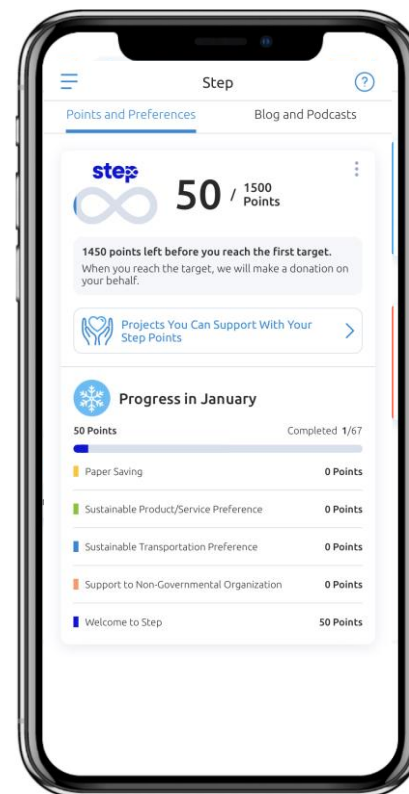 Step
Points and Preferences
Blog and Podcasts
step
50 / 1500
Points
1450 points left before you reach the first target.
When you reach the target, we will make a donation on
your behalf.
Projects You Can Support With Your
Step Points
Progress in January
50 Points
Completed 1/67
Paper Saving
0 Points
Sustainable Product/Service Preference
0 Points
Sustainable Transportation Preference
0 Points
Support to Non-Governmental Organization
0 Points
Welcome to Step
50 Points